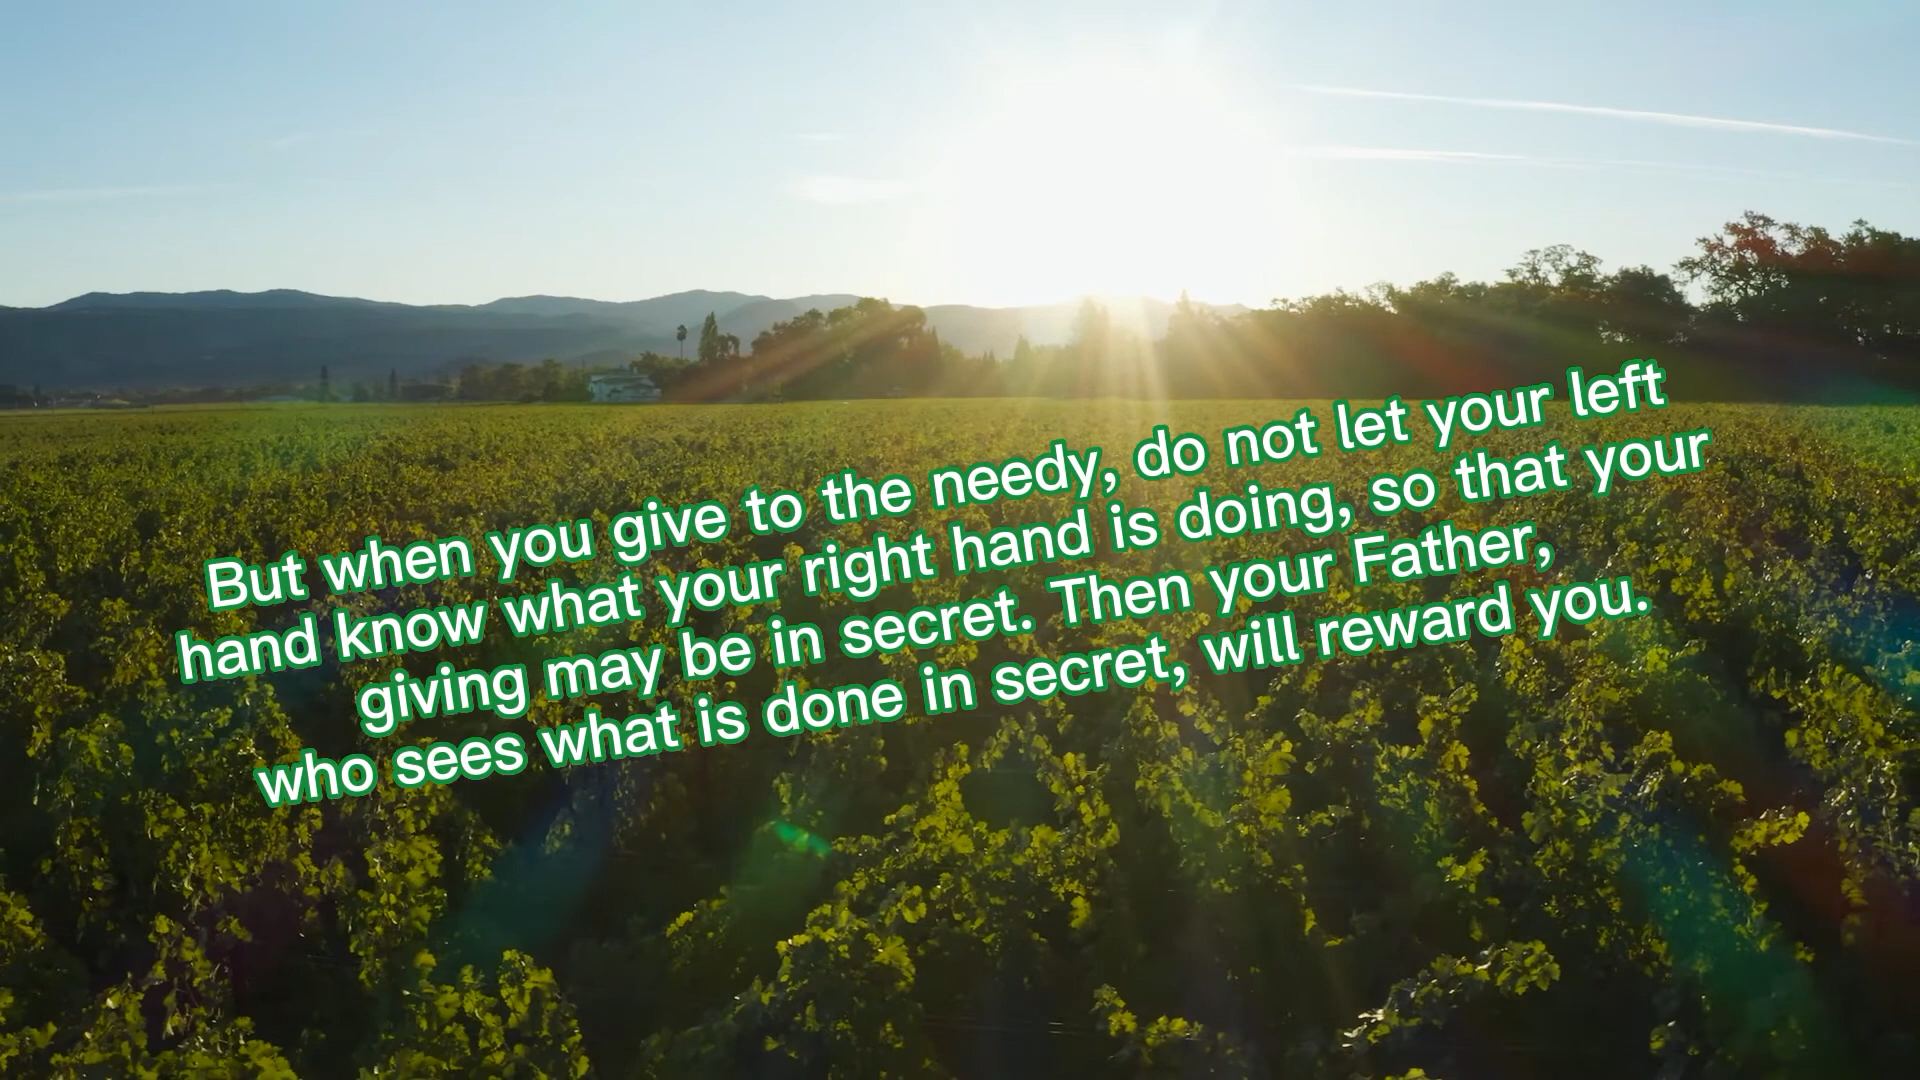 But when you give to the needy, do not let your left
hand know what your right hand is doing, so that your
giving may be in secret. Then your Father,
who sees what is done in secret, will reward you.